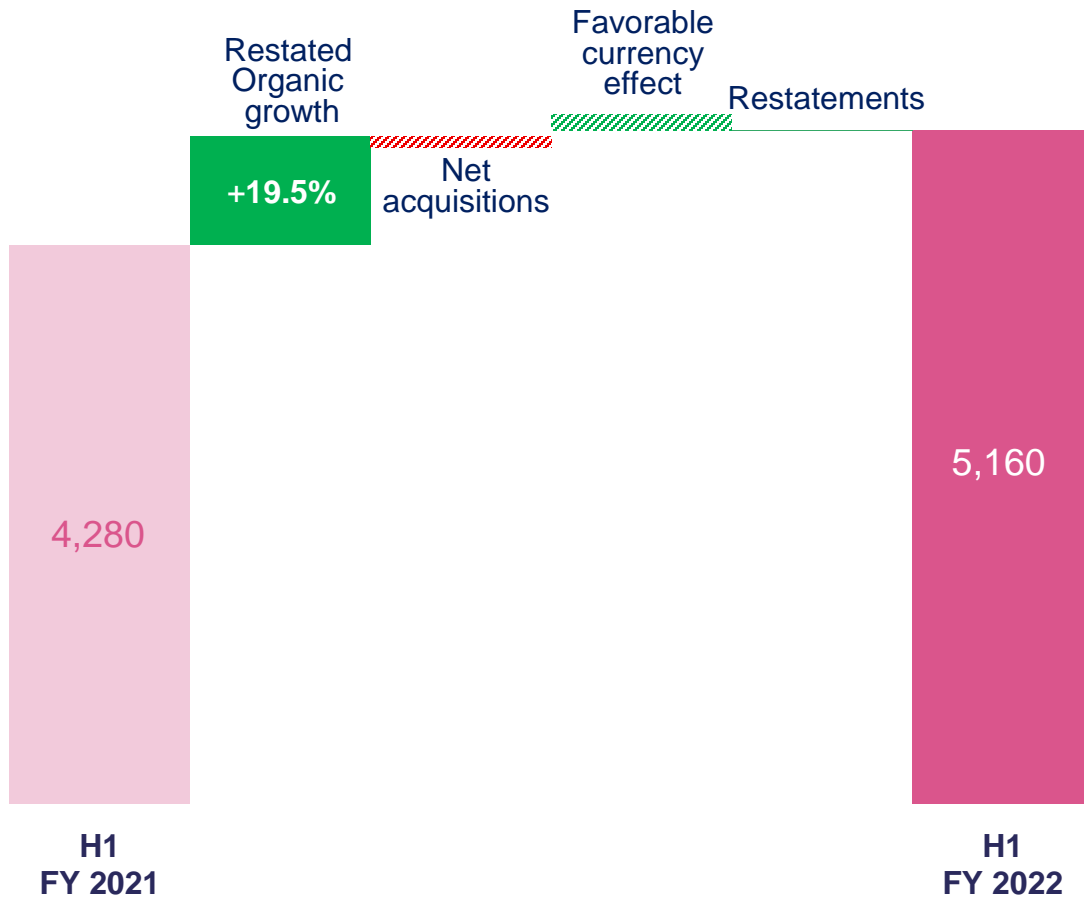 Restated
Organic
growth
Favorable
currency
effect
Restatements
+19.5%
Net
acquisitions
4,280
5,160
H1
FY 2021
H1
FY 2022